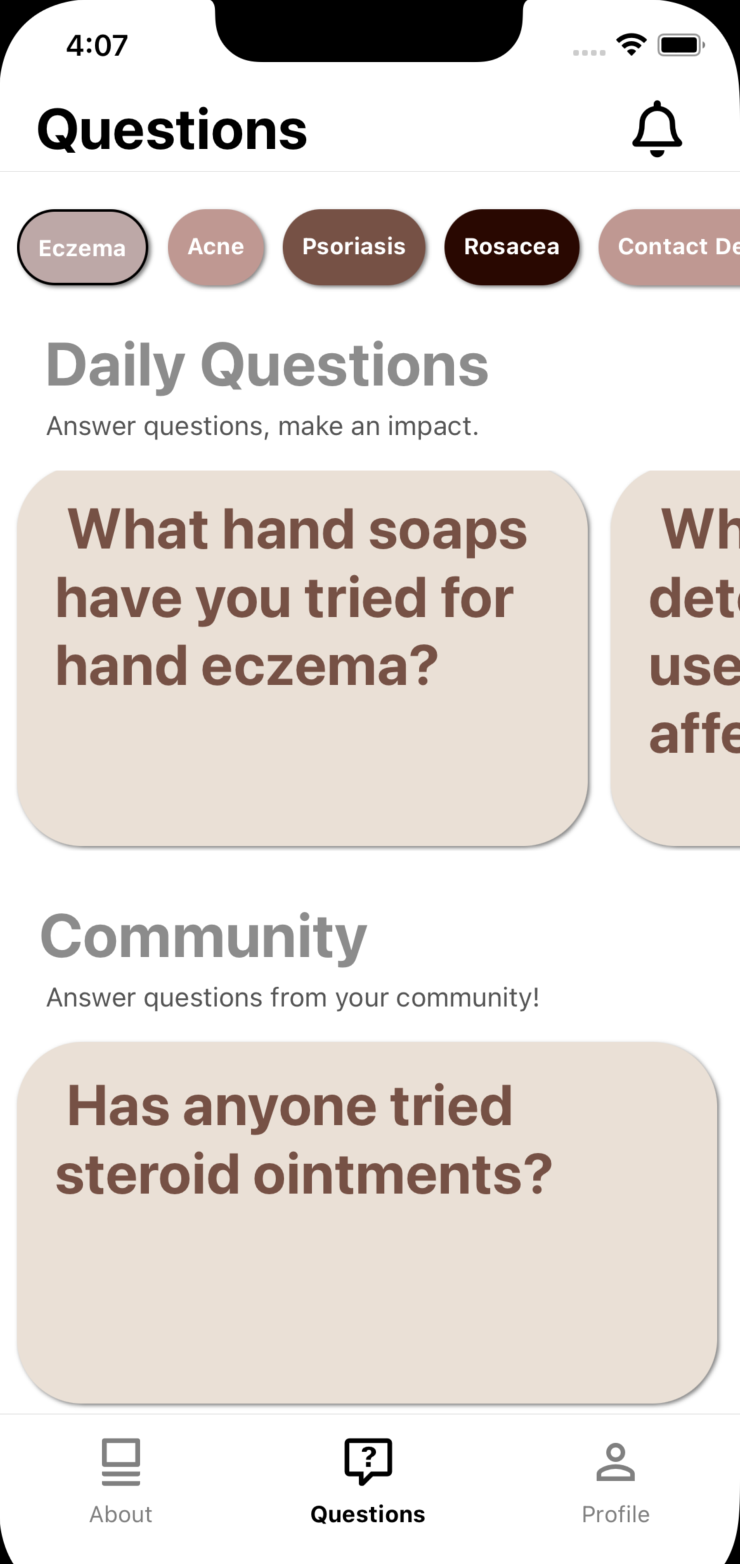 4:07
Questions
Eczema Acne Psoriasis Rosacea Contact De
Daily Questions
Answer questions, make an impact.
What hand soaps
have you tried for
hand eczema?
Wh
dete
use
affe
Community
Answer questions from your community!
Has anyone tried
steroid ointments?
About Questions Profile